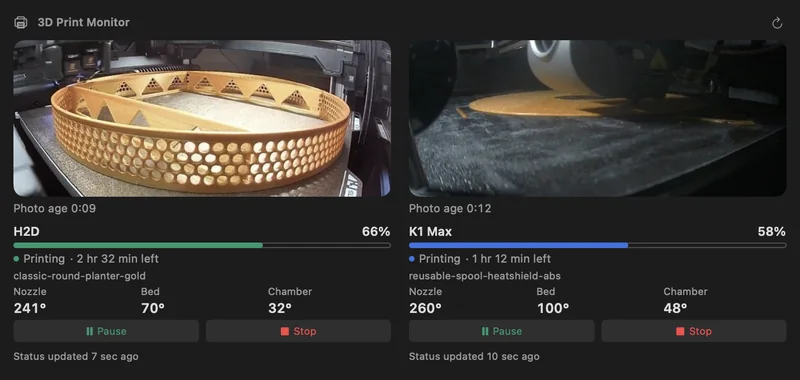 3D Print Monitor
Photo age 0:09
H2D 66%
Printing · 2 hr 32 min left
classic-round-planter-gold
Nozzle Bed Chamber
241° 70° 32°
Pause Stop
Status updated 7 sec ago
Photo age 0:12
K1 Max 58%
Printing · 1 hr 12 min left
reusable-spool-heatshield-abs
Nozzle Bed Chamber
260° 100° 48°
Pause Stop
Status updated 10 sec ago